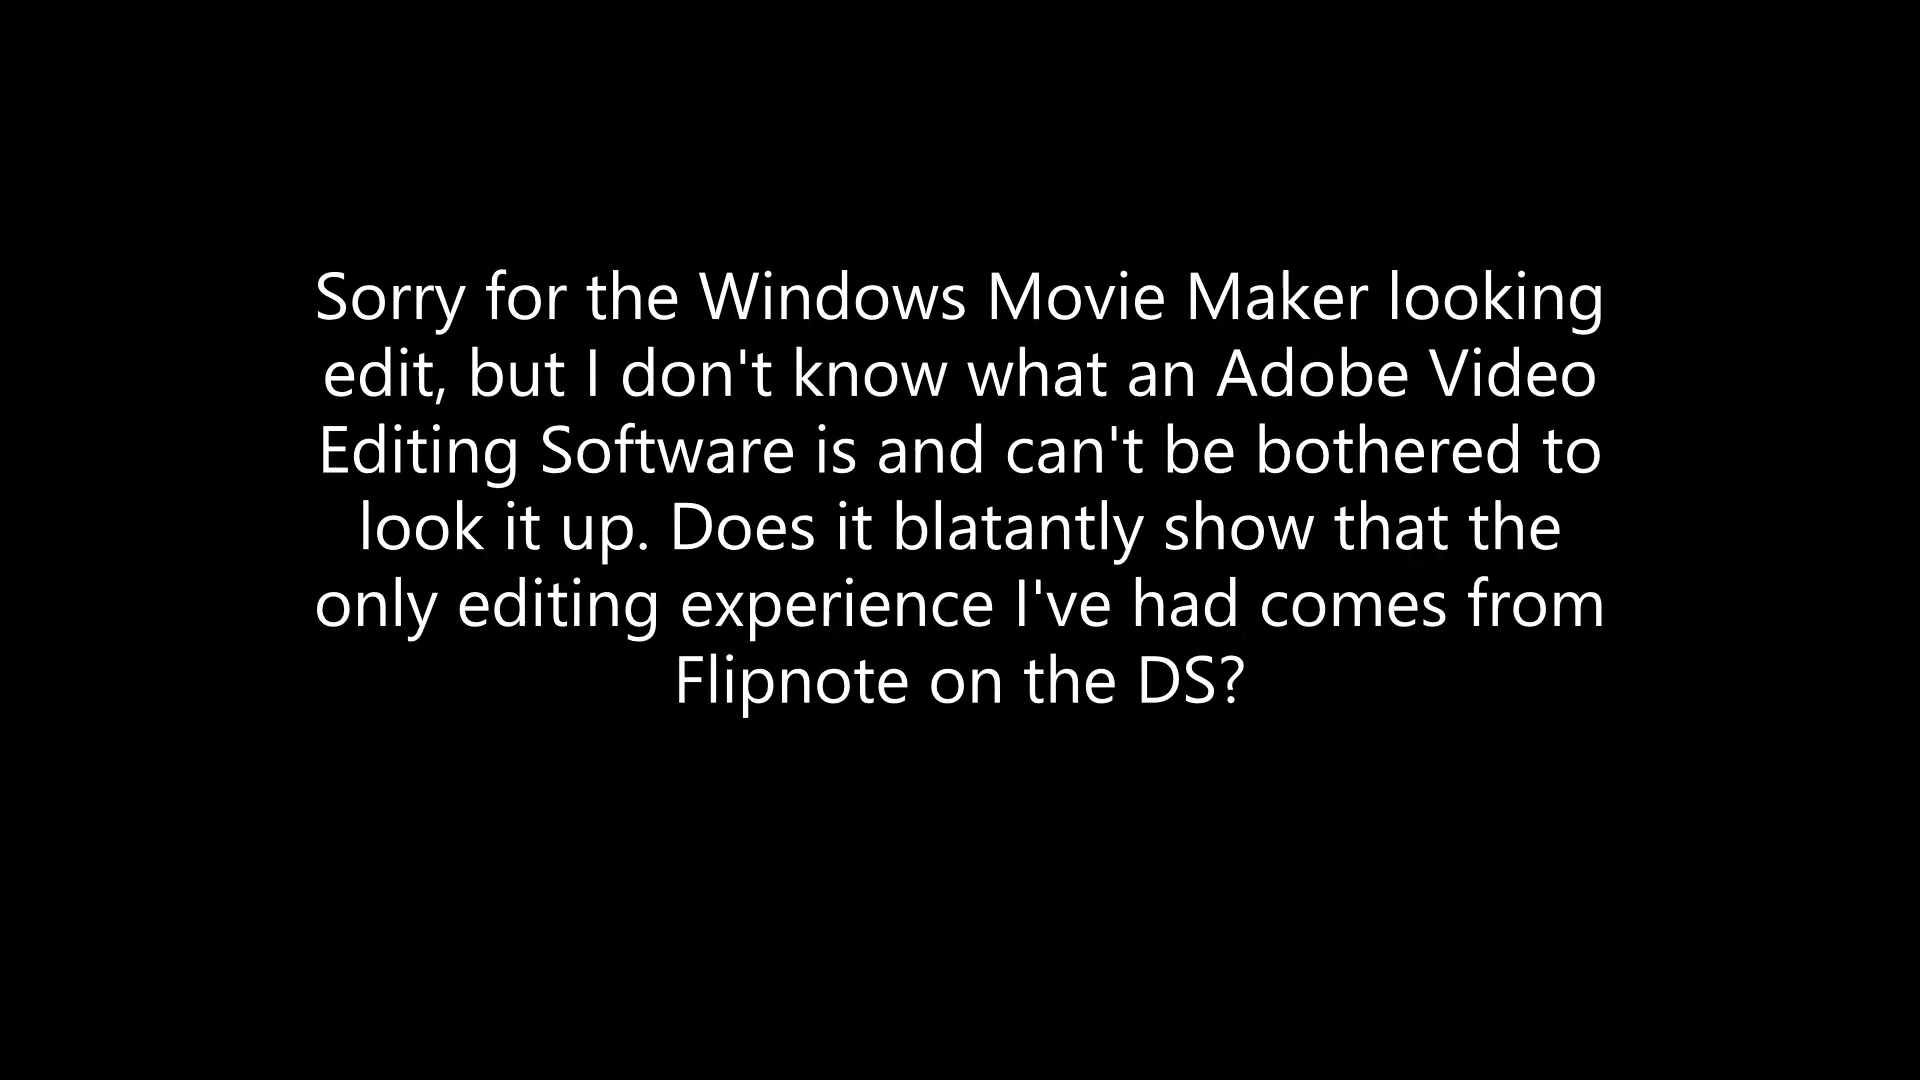 Sorry for the Windows Movie Maker looking
edit, but I don't know what an Adobe Video
Editing Software is and can't be bothered to
look it up. Does it blatantly show that the
only editing experience I've had comes from
Flipnote on the DS?